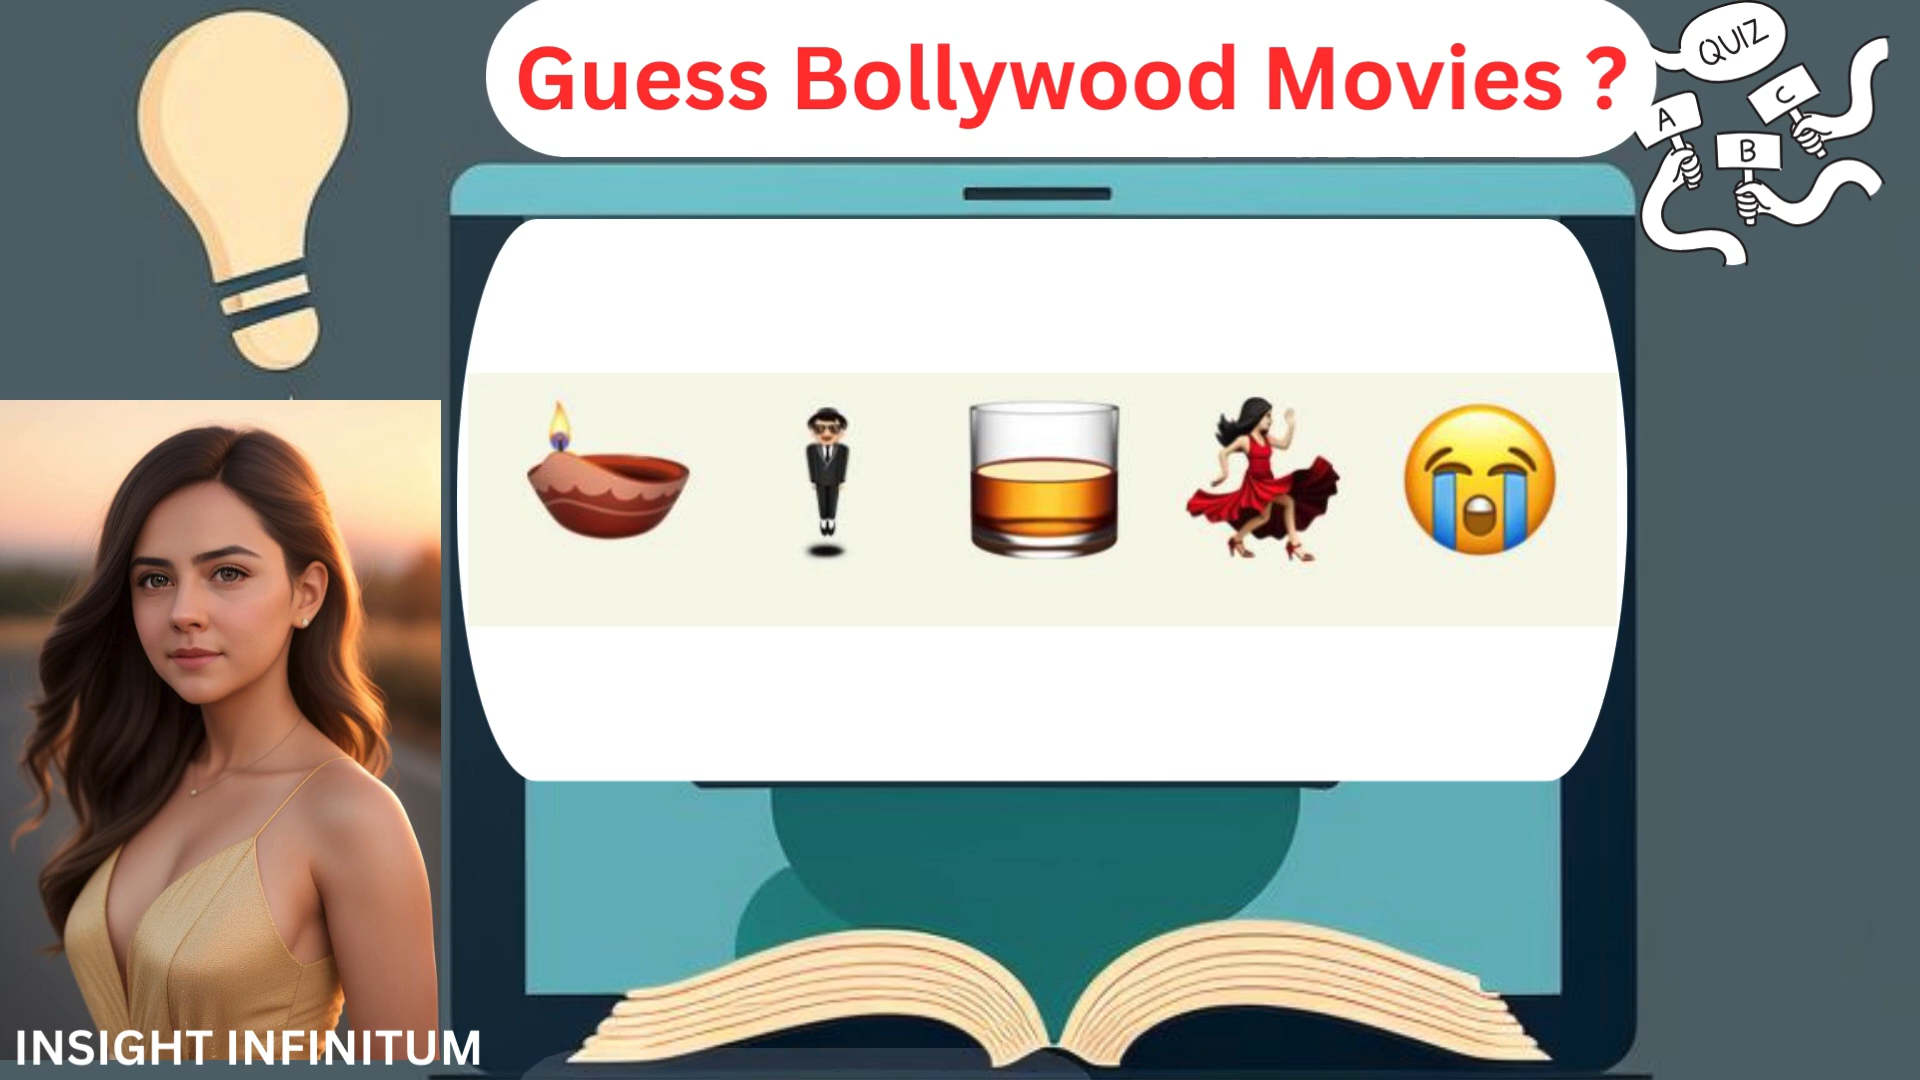 Guess Bollywood Movies ?
QUIZ
A
C
B
INSIGHT INFINITUM